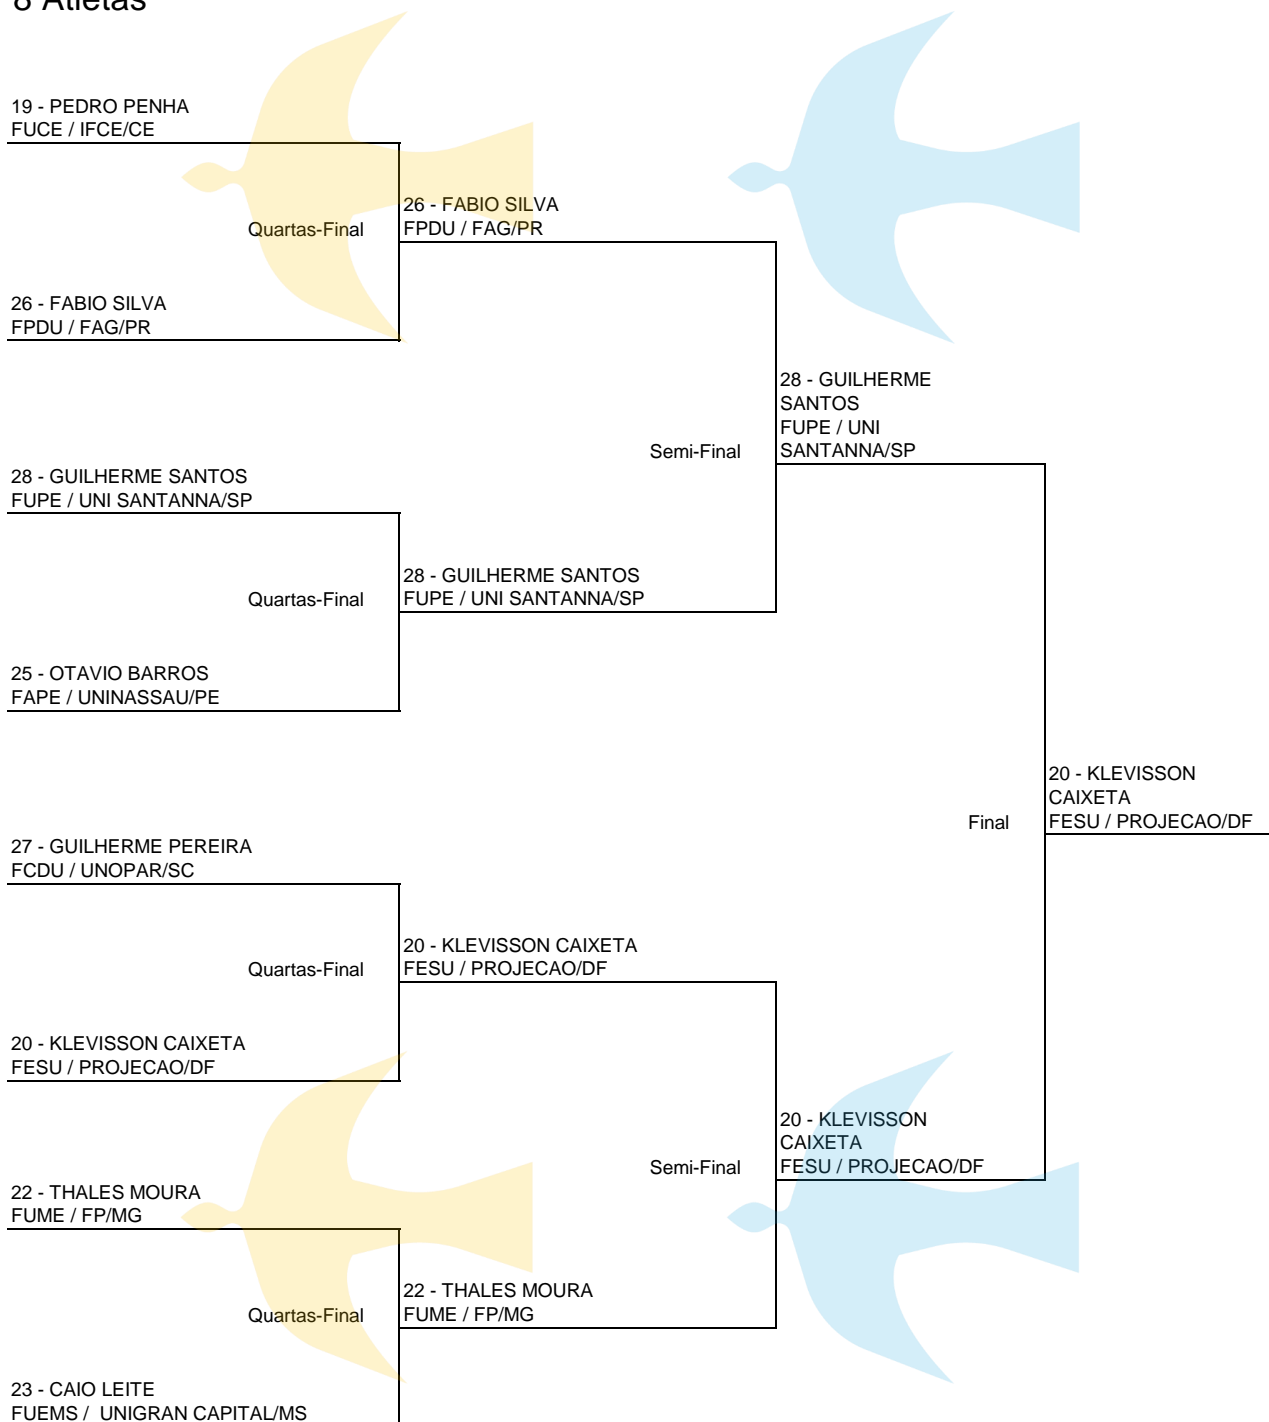 8 Atletas
19 - PEDRO PENHA
FUCE / IFCE/CE
26 - FABIO SILVA
FPDU / FAG/PR
Quartas-Final
26 - FABIO SILVA
FPDU / FAG/PR
28 - GUILHERME
SANTOS
FUPE / UNI
SANTANNA/SP
Semi-Final
28 - GUILHERME SANTOS
FUPE / UNI SANTANNA/SP
28 - GUILHERME SANTOS
FUPE / UNI SANTANNA/SP
Quartas-Final
25 - OTAVIO BARROS
FAPE / UNINASSAU/PE
20 - KLEVISSON
CAIXETA
FESU / PROJECAO/DF
Final
27 - GUILHERME PEREIRA
FCDU / UNOPAR/SC
20 - KLEVISSON CAIXETA
FESU / PROJECAO/DF
Quartas-Final
20 - KLEVISSON CAIXETA
FESU / PROJECAO/DF
20 - KLEVISSON
CAIXETA
FESU / PROJECAO/DF
Semi-Final
22 - THALES MOURA
FUME / FP/MG
22 - THALES MOURA
FUME / FP/MG
Quartas-Final
23 - CAIO LEITE
FUEMS /  UNIGRAN CAPITAL/MS